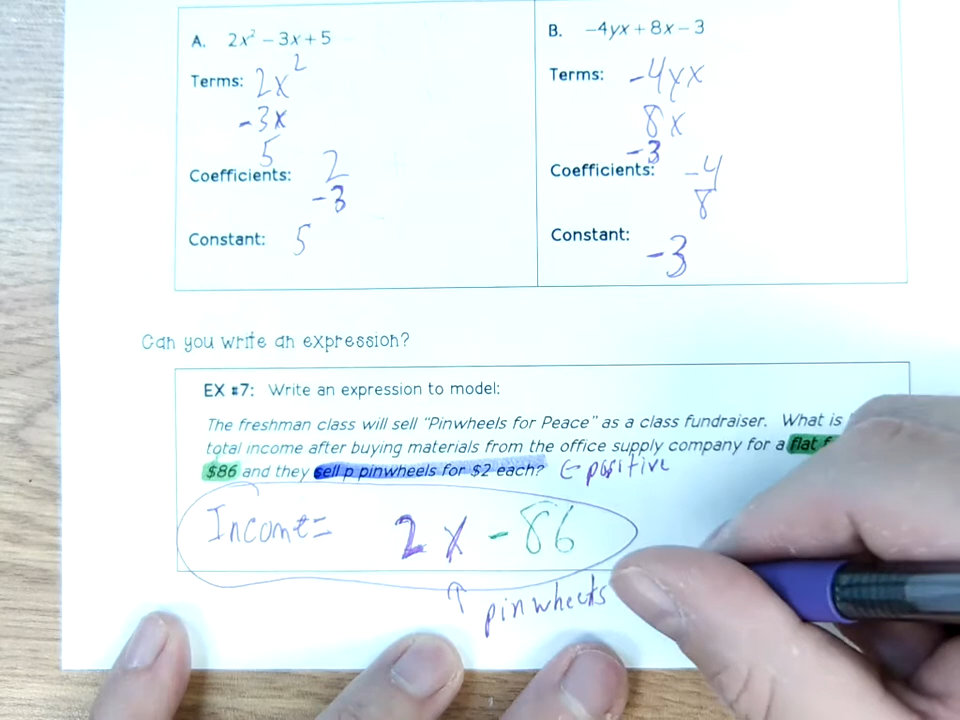 A. 2x² - 3x + 5
Terms: 2x²
-3x
5
Coefficients: 2
-3
Constant: 5
B. -4yx + 8x - 3
Terms: -4yx
8x
-3
Coefficients: -4
8
Constant: -3
Can you write an expression?
EX #7: Write an expression to model:
The freshman class will sell "Pinwheels for Peace" as a class fundraiser. What is
total income after buying materials from the office supply company for a flat
$86 and they sell p pinwheels for $2 each? ← positive
Income = 2x - 86
↑ pinwheels